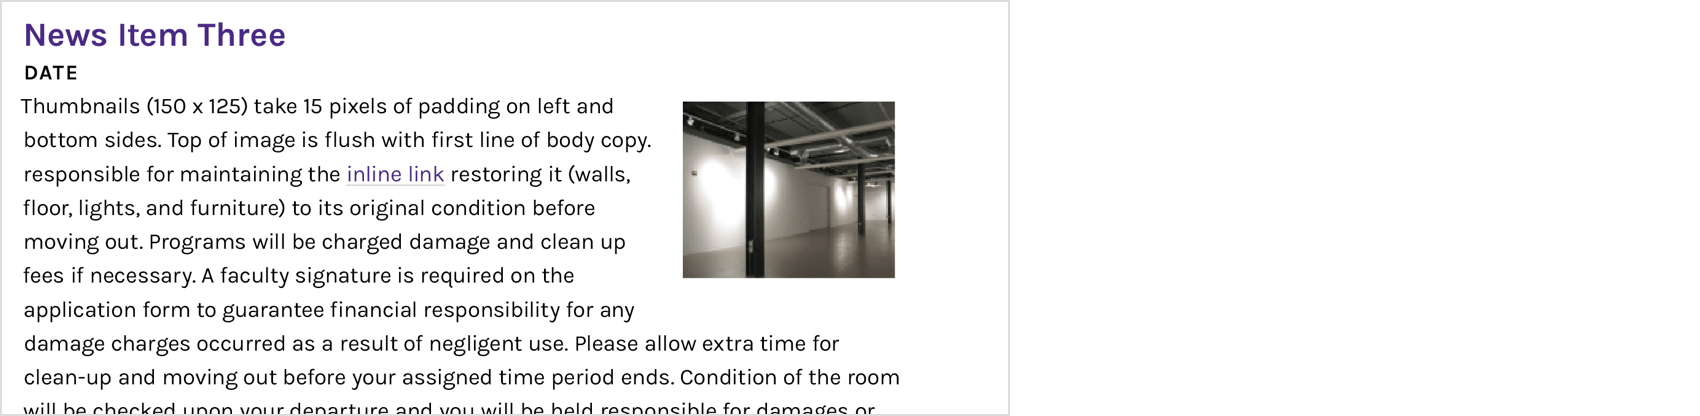 News Item Three
DATE
Thumbnails (150 x 125) take 15 pixels of padding on left and
bottom sides. Top of image is flush with first line of body copy.
responsible for maintaining the inline link restoring it (walls,
floor, lights, and furniture) to its original condition before
moving out. Programs will be charged damage and clean up
fees if necessary. A faculty signature is required on the
application form to guarantee financial responsibility for any
damage charges occurred as a result of negligent use. Please allow extra time for
clean-up and moving out before your assigned time period ends. Condition of the room
will be checked upon your departure and you will be held responsible for damages or